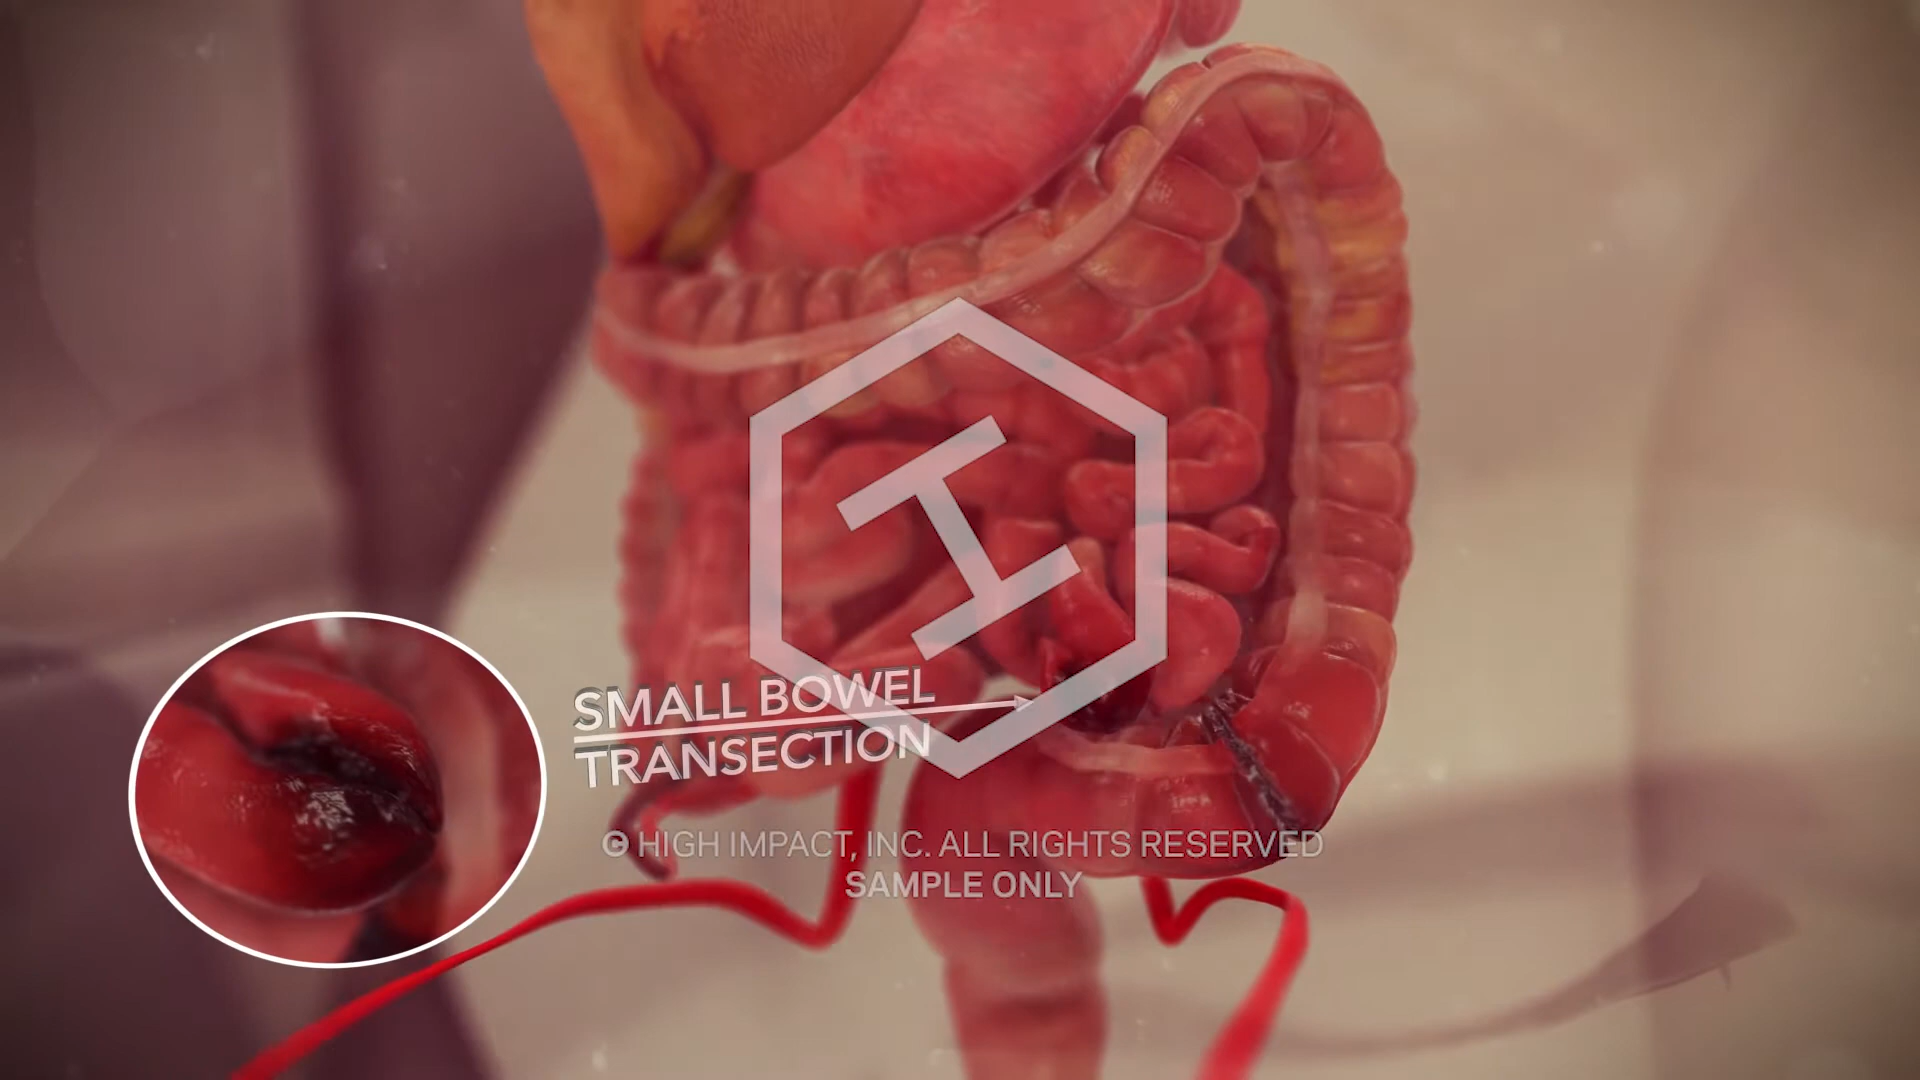 SMALL BOWEL
TRANSECTION
© HIGH IMPACT, INC. ALL RIGHTS RESERVED
SAMPLE ONLY